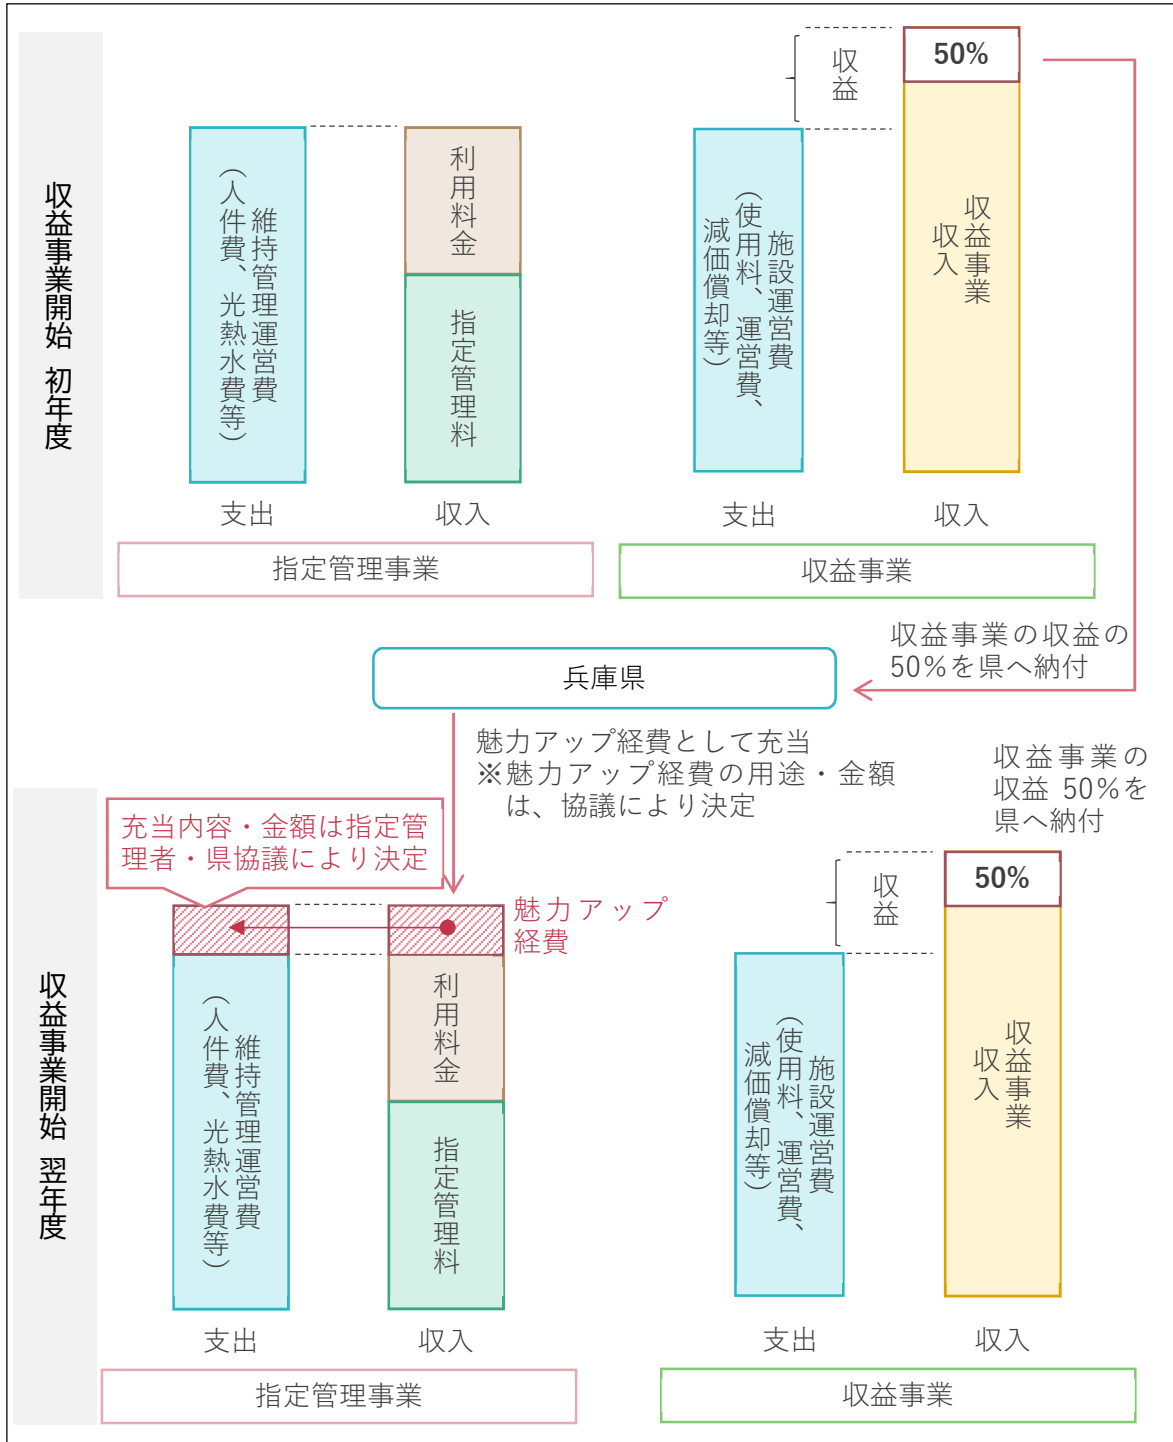 収益事業開始 初年度
維持管理運営費
（人件費、光熱水費等）
利用料金
指定管理料
支出
収入
指定管理事業
収益
50%
施設運営費
（使用料、運営費、
減価償却等）
収益事業
収入
支出
収入
収益事業
収益事業の収益の
50%を県へ納付
兵庫県
魅力アップ経費として充当
※魅力アップ経費の用途・金額
は、協議により決定
収益事業の
収益 50%を
県へ納付
収益事業開始 翌年度
充当内容・金額は指定管
理者・県協議により決定
魅力アップ
経費
維持管理運営費
（人件費、光熱水費等）
利用料金
指定管理料
支出
収入
指定管理事業
収益
50%
施設運営費
（使用料、運営費、
減価償却等）
収益事業
収入
支出
収入
収益事業